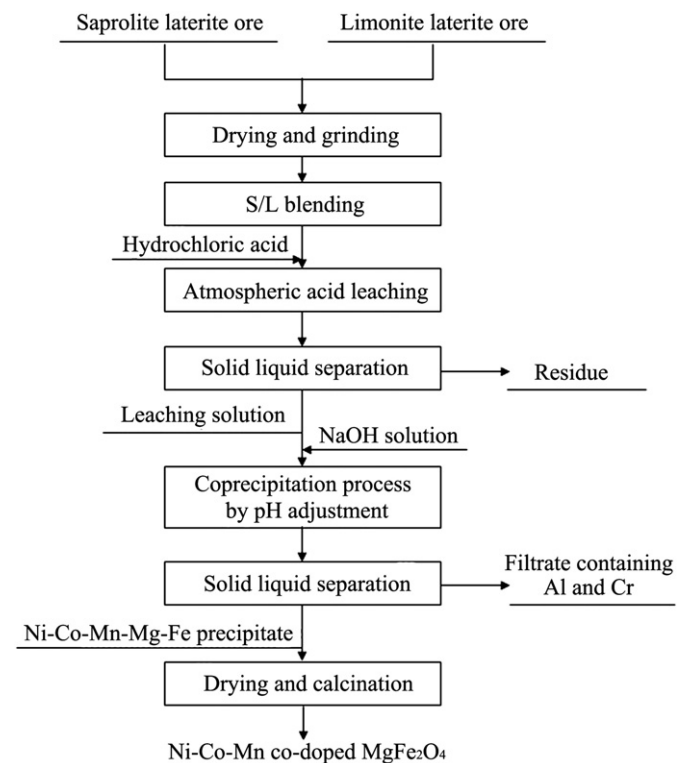 Saprolite laterite ore
Limonite laterite ore
Drying and grinding
S/L blending
Hydrochloric acid
Atmospheric acid leaching
Solid liquid separation
Residue
Leaching solution
NaOH solution
Coprecipitation process
by pH adjustment
Solid liquid separation
Filtrate containing
Al and Cr
Ni-Co-Mn-Mg-Fe precipitate
Drying and calcination
Ni-Co-Mn co-doped MgFe₂O₄